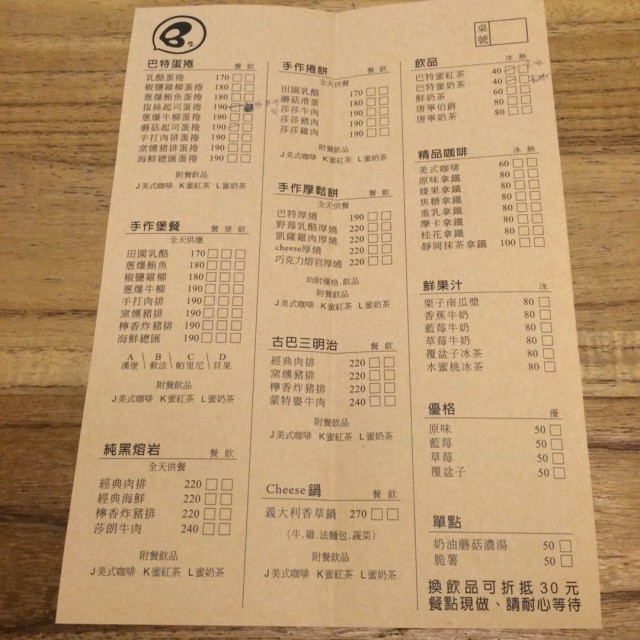 B2
桌號
巴特蛋捲 餐 飲
乳酪蛋捲 170
椒鹽雞柳蛋捲 180
蔥爆鮪魚蛋捲 180
拔絲起司蛋捲 190
蔥爆牛柳蛋捲 190
蘑菇起司蛋捲 190
手打肉排蛋捲 190
窯燻豬排蛋捲 190
海鮮總匯蛋捲 190
附餐飲品
J美式咖啡 K蜜紅茶 L蜜奶茶
手作堡餐 餐 堡 飲
全天供應
田園乳酪 170
蔥爆鮪魚 180
椒鹽雞柳 180
蔥爆牛柳 190
手打肉排 190
窯燻豬排 190
檸香炸豬排 190
海鮮總匯 190
A B C D
漢堡 軟法 帕里尼 貝果
附餐飲品
J美式咖啡 K蜜紅茶 L蜜奶茶
純黑熔岩 餐 飲
全天供餐
經典肉排 220
經典海鮮 220
檸香炸豬排 220
莎朗牛肉 240
附餐飲品
J美式咖啡 K蜜紅茶 L蜜奶茶
手作捲餅 餐 飲
全天供餐
田園乳酪 170
蘑菇滑蛋 170
莎莎牛肉 190
莎莎豬肉 190
莎莎雞肉 190
附餐飲品
J美式咖啡 K蜜紅茶 L蜜奶茶
手作厚鬆餅 餐 飲
全天供餐
巴特厚燒 190
野莓乳酪厚燒 220
凱薩雞肉厚燒 220
cheese厚燒 220
巧克力熔岩厚燒 220
均附優格.飲品
附餐飲品
J美式咖啡 K蜜紅茶 L蜜奶茶
古巴三明治 餐 飲
經典肉排 220
窯燻豬排 220
檸香炸豬排 220
蒙特婁牛肉 240
附餐飲品
J美式咖啡 K蜜紅茶 L蜜奶茶
Cheese鍋 餐 飲
義大利香草鍋 270
(牛.雞.法麵包.蔬菜)
附餐飲品
J美式咖啡 K蜜紅茶 L蜜奶茶
飲品 冰 熱
巴特蜜紅茶 40
巴特蜜奶茶 40
鮮奶茶 60
唐寧伯爵 80
唐寧奶茶 80
精品咖啡 冰 熱
美式咖啡 60
原味拿鐵 80
榛果拿鐵 80
焦糖拿鐵 80
重乳拿鐵 80
摩卡拿鐵 80
桂花拿鐵 80
靜岡抹茶拿鐵 100
鮮果汁 冰
栗子南瓜漿 80
香蕉牛奶 80
藍莓牛奶 80
草莓牛奶 80
覆盆子冰茶 80
水蜜桃冰茶 80
優格 優
原味 50
藍莓 50
草莓 50
覆盆子 50
單點
奶油蘑菇濃湯 50
脆薯 50
換飲品可折抵30元
餐點現做、請耐心等待